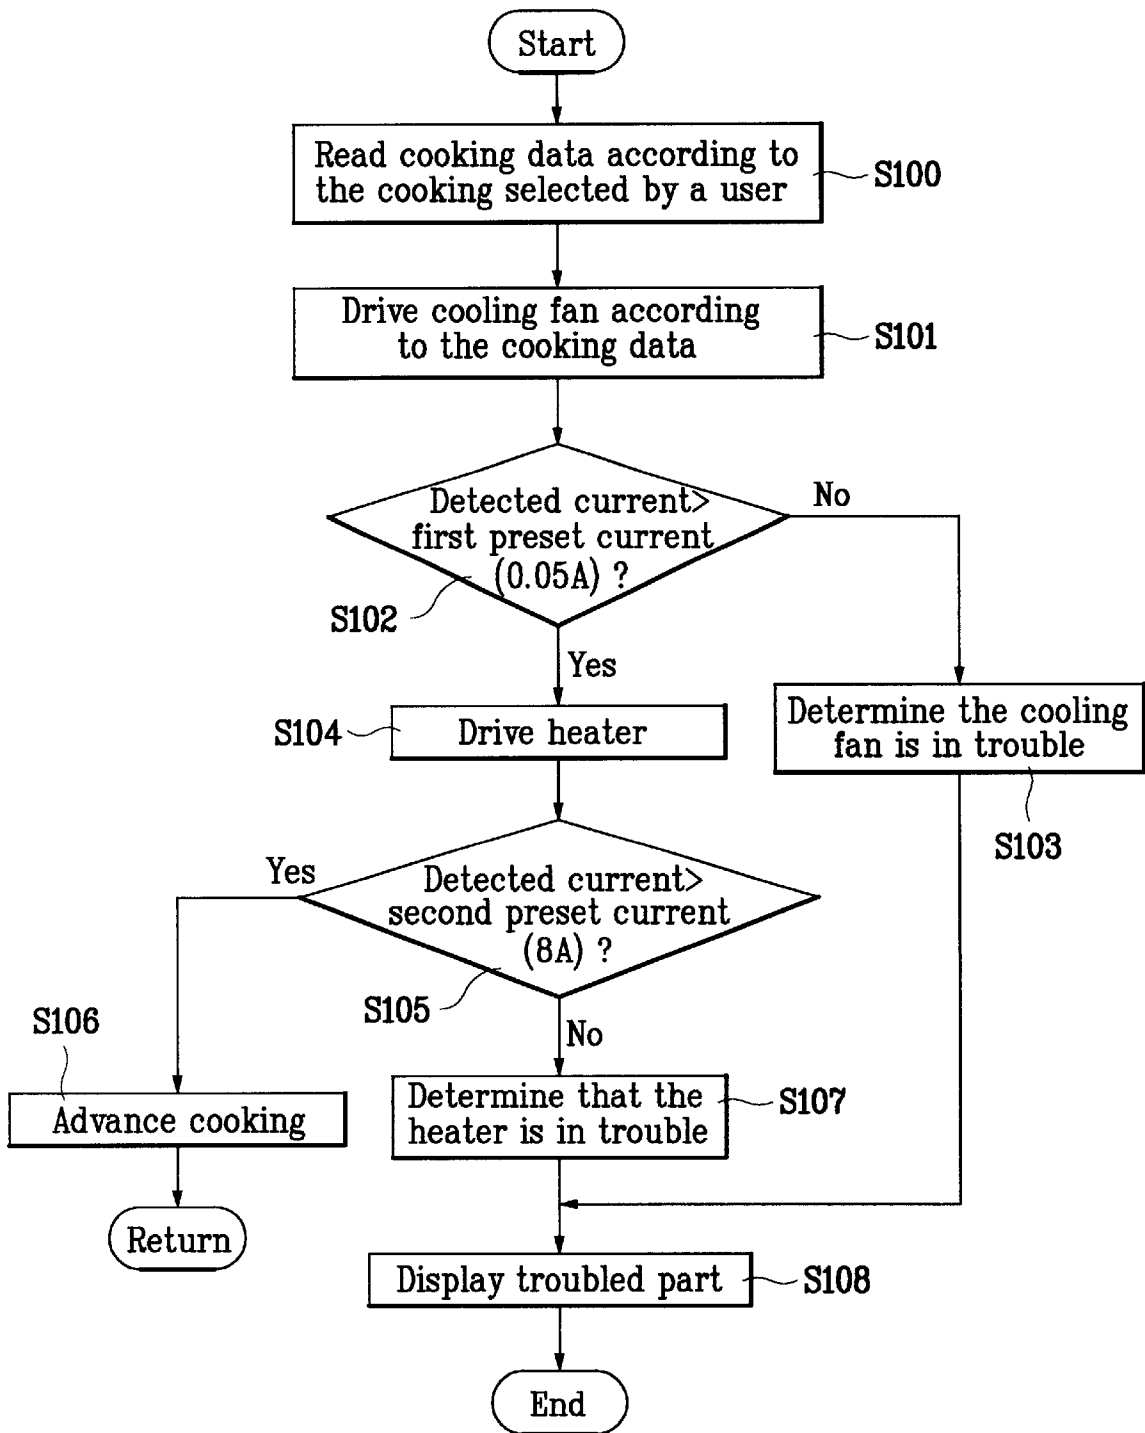 Start
Read cooking data according to
the cooking selected by a user
S100
Drive cooling fan according
to the cooking data
S101
Detected current>
first preset current
(0.05A) ?
S102
No
Yes
Determine the cooling
fan is in trouble
S103
S104
Drive heater
Detected current>
second preset current
(8A) ?
S105
Yes
No
S106
Advance cooking
Return
Determine that the
heater is in trouble
S107
Display troubled part
S108
End